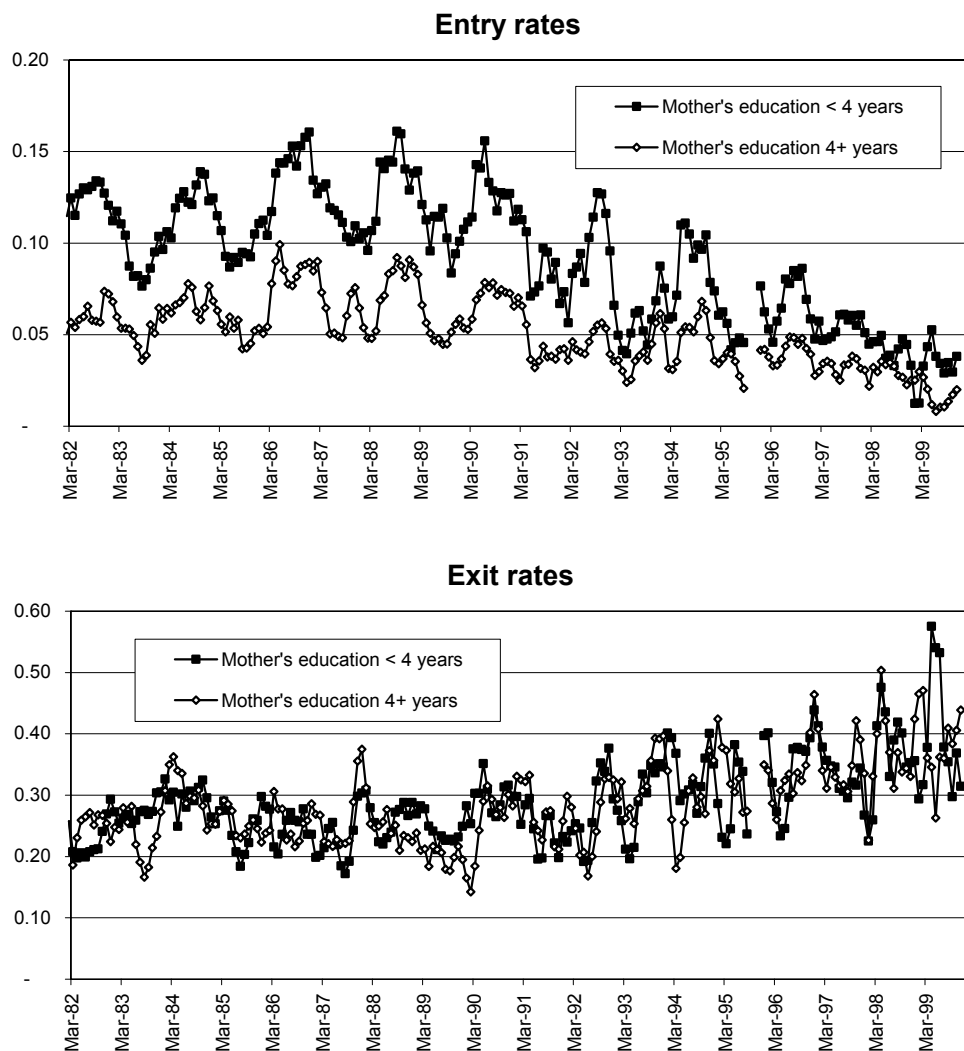 Entry rates
0.20
Mother's education < 4 years
Mother's education 4+ years
0.15
0.10
0.05
-
Mar-82
Mar-83
Mar-84
Mar-85
Mar-86
Mar-87
Mar-88
Mar-89
Mar-90
Mar-91
Mar-92
Mar-93
Mar-94
Mar-95
Mar-96
Mar-97
Mar-98
Mar-99
Exit rates
0.60
Mother's education < 4 years
Mother's education 4+ years
0.50
0.40
0.30
0.20
0.10
-
Mar-82
Mar-83
Mar-84
Mar-85
Mar-86
Mar-87
Mar-88
Mar-89
Mar-90
Mar-91
Mar-92
Mar-93
Mar-94
Mar-95
Mar-96
Mar-97
Mar-98
Mar-99